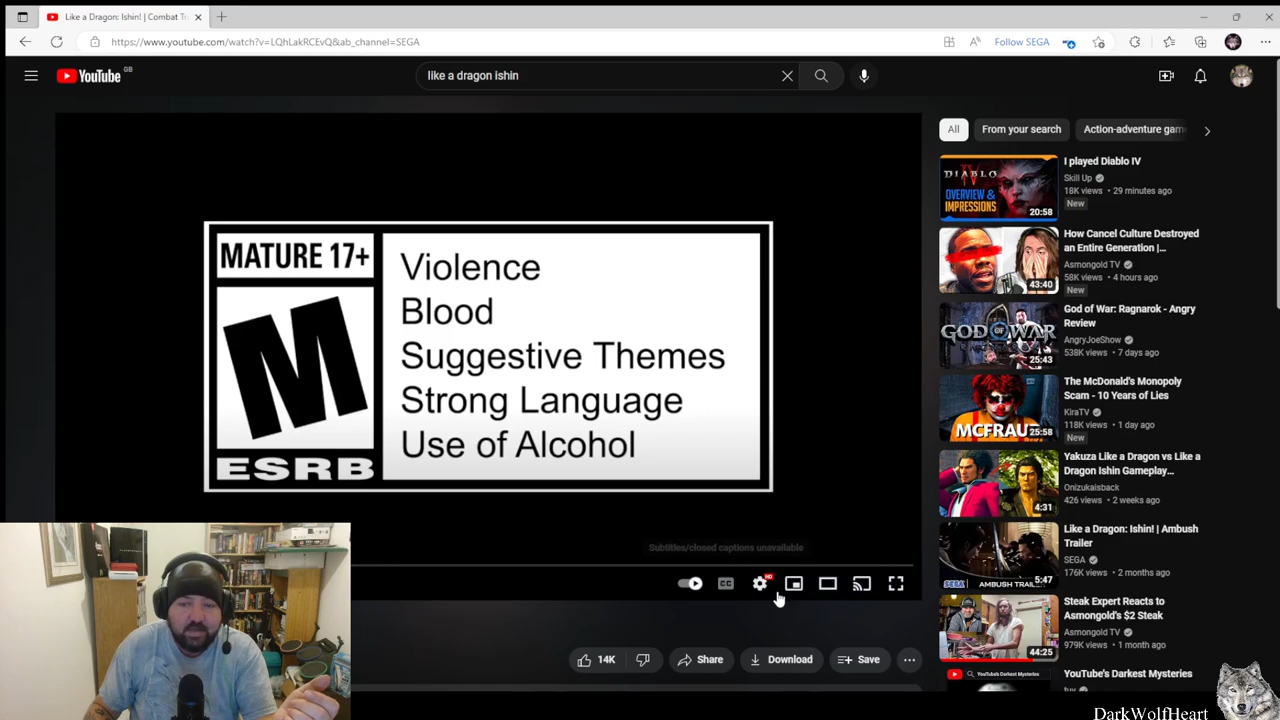 Like a Dragon: Ishin! | Combat Tr
https://www.youtube.com/watch?v=LQhLakRCEvQ&ab_channel=SEGA
Follow SEGA
YouTube GB
like a dragon ishin
All
From your search
Action-adventure gam
MATURE 17+
M
ESRB
Violence
Blood
Suggestive Themes
Strong Language
Use of Alcohol
Subtitles/closed captions unavailable
CC
HD
14K
Share
Download
Save
DIABLO
IV
OVERVIEW &
IMPRESSIONS
20:58
I played Diablo IV
Skill Up
18K views • 29 minutes ago
New
43:40
How Cancel Culture Destroyed
an Entire Generation |...
Asmongold TV
58K views • 4 hours ago
New
GOD OF WAR
25:43
God of War: Ragnarok - Angry
Review
AngryJoeShow
538K views • 7 days ago
MCFRAUD
25:58
The McDonald's Monopoly
Scam - 10 Years of Lies
KiraTV
118K views • 1 day ago
New
4:31
Yakuza Like a Dragon vs Like a
Dragon Ishin Gameplay...
Onizukaisback
426 views • 2 weeks ago
SEGA
AMBUSH TRAILER
5:47
Like a Dragon: Ishin! | Ambush
Trailer
SEGA
176K views • 2 months ago
44:25
Steak Expert Reacts to
Asmongold's $2 Steak
Asmongold TV
979K views • 1 month ago
YouTube's Darkest Mysteries
YouTube's Darkest Mysteries
DarkWolfHeart